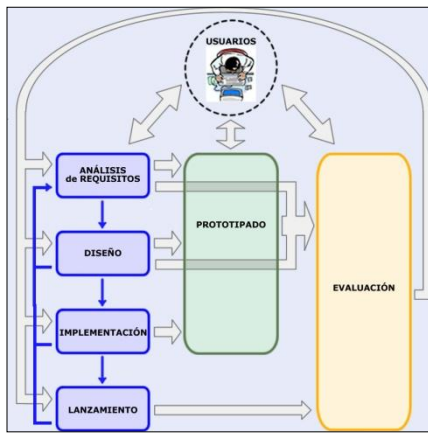 USUARIOS
ANÁLISIS
de REQUISITOS
PROTOTIPADO
DISEÑO
EVALUACIÓN
IMPLEMENTACIÓN
LANZAMIENTO